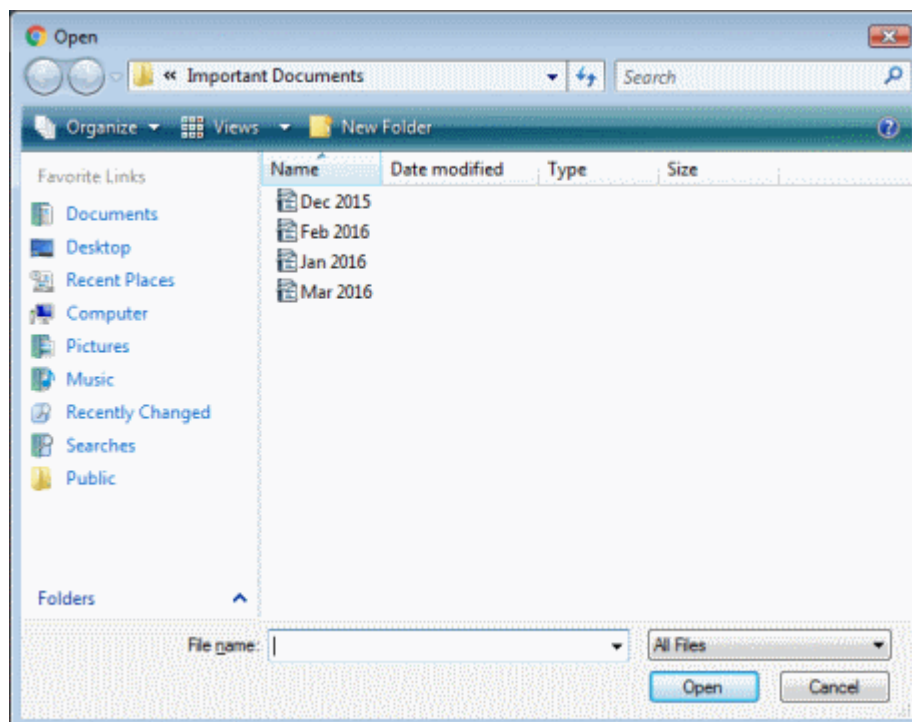 Open
« Important Documents
Search
Organize
Views
New Folder
Favorite Links
Documents
Desktop
Recent Places
Computer
Pictures
Music
Recently Changed
Searches
Public
Folders
Name Date modified Type Size
Dec 2015
Feb 2016
Jan 2016
Mar 2016
File name:
All Files
Open Cancel